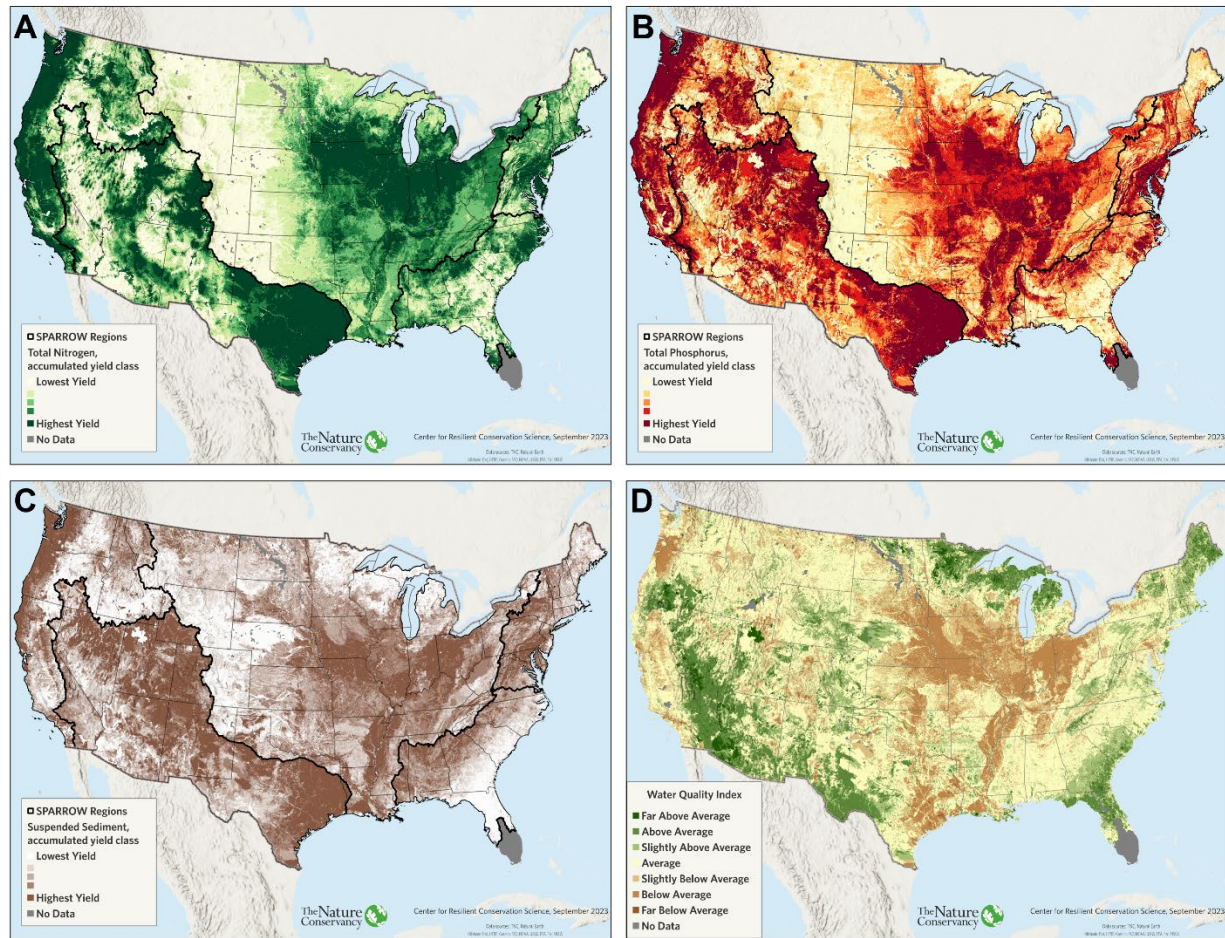 A
SPARROW Regions
Total Nitrogen,
accumulated yield class
Lowest Yield
Highest Yield
No Data
The Nature
Conservancy
Center for Resilient Conservation Science, September 2023
B
SPARROW Regions
Total Phosphorus,
accumulated yield class
Lowest Yield
Highest Yield
No Data
The Nature
Conservancy
Center for Resilient Conservation Science, September 2023
C
SPARROW Regions
Suspended Sediment,
accumulated yield class
Lowest Yield
Highest Yield
No Data
The Nature
Conservancy
Center for Resilient Conservation Science, September 2023
D
Water Quality Index
Far Above Average
Above Average
Slightly Above Average
Average
Slightly Below Average
Below Average
Far Below Average
No Data
The Nature
Conservancy
Center for Resilient Conservation Science, September 2023